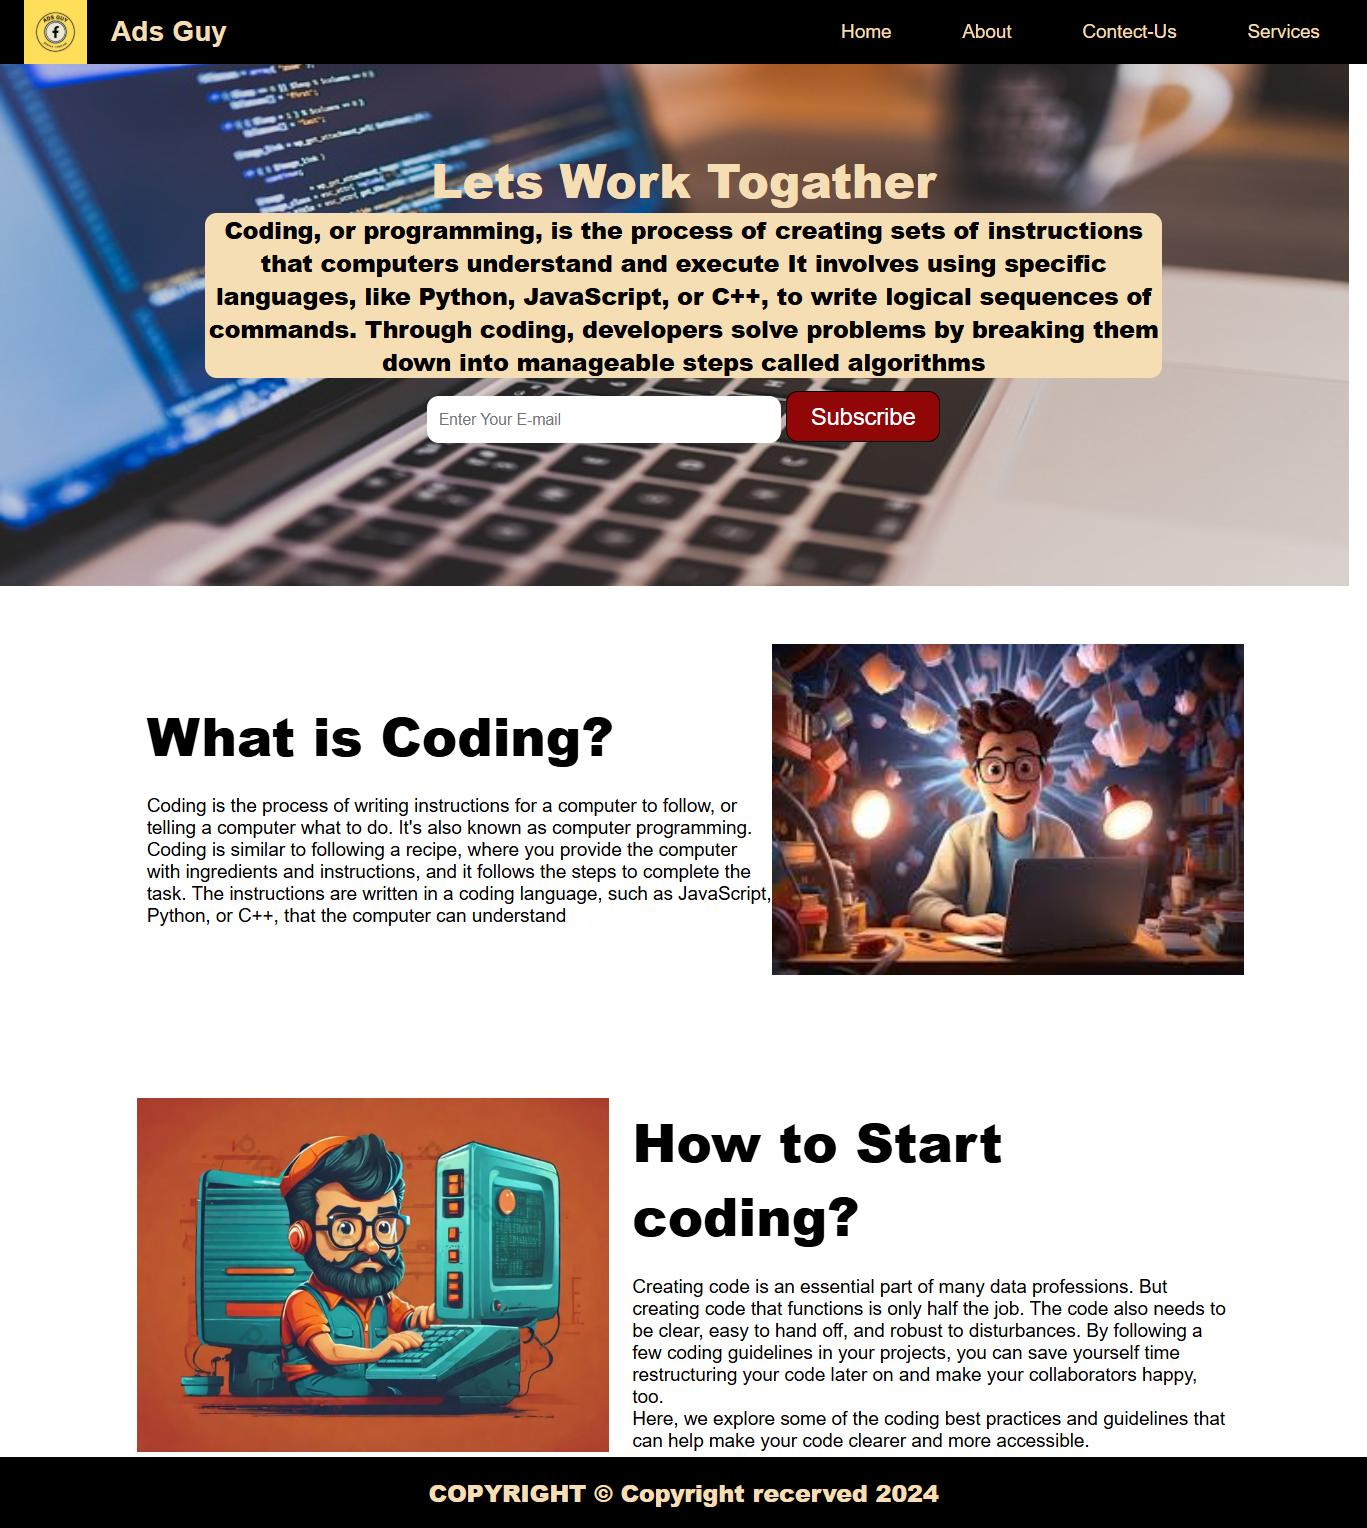 ADS GUY
Ads Guy
Home
About
Contect-Us
Services
Lets Work Togather
Coding, or programming, is the process of creating sets of instructions
that computers understand and execute It involves using specific
languages, like Python, JavaScript, or C++, to write logical sequences of
commands. Through coding, developers solve problems by breaking them
down into manageable steps called algorithms
Enter Your E-mail
Subscribe
What is Coding?
Coding is the process of writing instructions for a computer to follow, or
telling a computer what to do. It's also known as computer programming.
Coding is similar to following a recipe, where you provide the computer
with ingredients and instructions, and it follows the steps to complete the
task. The instructions are written in a coding language, such as JavaScript,
Python, or C++, that the computer can understand
How to Start
coding?
Creating code is an essential part of many data professions. But
creating code that functions is only half the job. The code also needs to
be clear, easy to hand off, and robust to disturbances. By following a
few coding guidelines in your projects, you can save yourself time
restructuring your code later on and make your collaborators happy,
too.
Here, we explore some of the coding best practices and guidelines that
can help make your code clearer and more accessible.
COPYRIGHT © Copyright recerved 2024